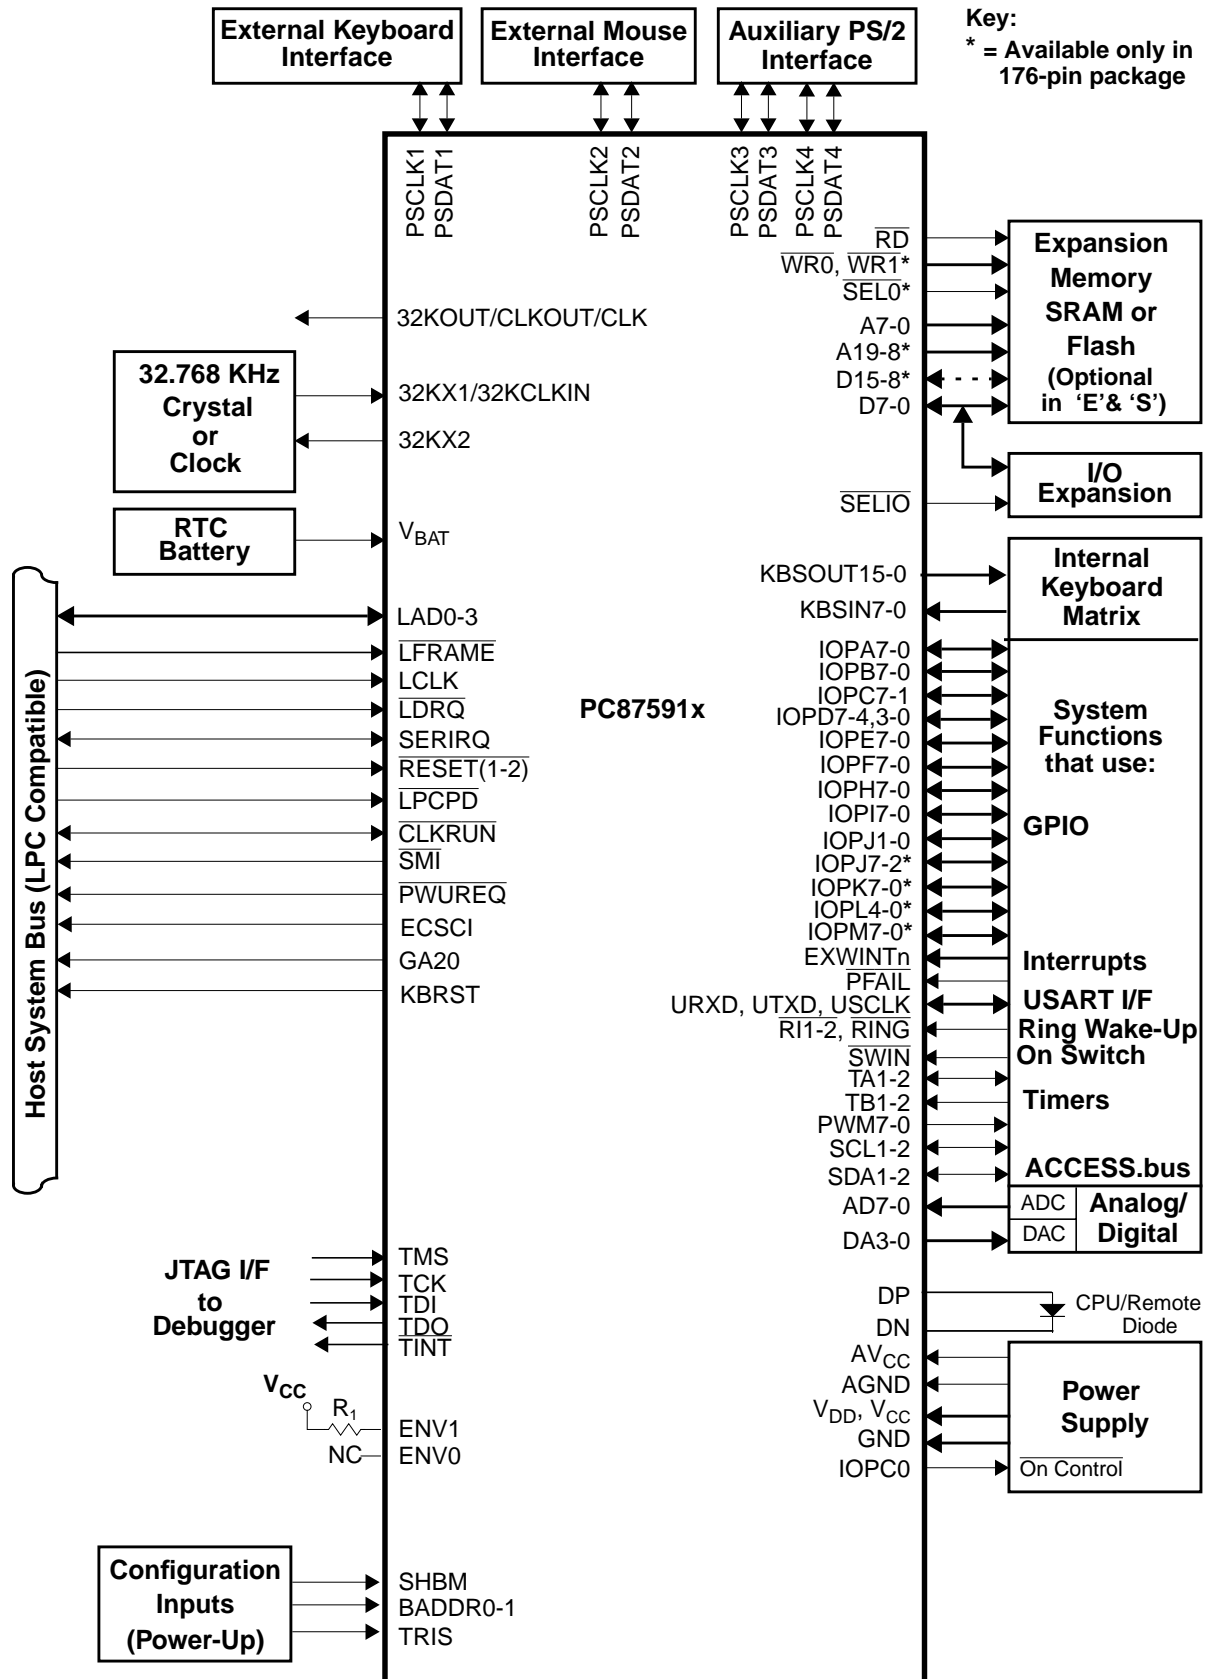 External Keyboard
Interface
External Mouse
Interface
Auxiliary PS/2
Interface
Key:
* = Available only in
176-pin package
PSCLK1
PSDAT1
PSCLK2
PSDAT2
PSCLK3
PSDAT3
PSCLK4
PSDAT4
RD
WR0, WR1*
SEL0*
A7-0
A19-8*
D15-8*
D7-0
Expansion
Memory
SRAM or
Flash
(Optional
in ‘E’& ‘S’)
32KOUT/CLKOUT/CLK
32.768 KHz
Crystal
or
Clock
32KX1/32KCLKIN
32KX2
SELIO
I/O
Expansion
RTC
Battery
VBAT
KBSOUT15-0
KBSIN7-0
Internal
Keyboard
Matrix
Host System Bus (LPC Compatible)
LAD0-3
LFRAME
LCLK
LDRQ
SERIRQ
RESET(1-2)
LPCPD
CLKRUN
SMI
PWUREQ
ECSCI
GA20
KBRST
PC87591x
IOPA7-0
IOPB7-0
IOPC7-1
IOPD7-4,3-0
IOPE7-0
IOPF7-0
IOPH7-0
IOPI7-0
IOPJ1-0
IOPJ7-2*
IOPK7-0*
IOPL4-0*
IOPM7-0*
EXWINTn
PFAIL
URXD, UTXD, USCLK
RI1-2, RING
SWIN
TA1-2
TB1-2
PWM7-0
SCL1-2
SDA1-2
AD7-0
DA3-0
System
Functions
that use:
GPIO
Interrupts
USART I/F
Ring Wake-Up
On Switch
Timers
ACCESS.bus
ADC
DAC
Analog/
Digital
JTAG I/F
to
Debugger
TMS
TCK
TDI
TDO
TINT
DP
DN
CPU/Remote
Diode
VCC
R1
ENV1
NC
ENV0
AVCC
AGND
VDD, VCC
GND
IOPC0
Power
Supply
On Control
Configuration
Inputs
(Power-Up)
SHBM
BADDR0-1
TRIS